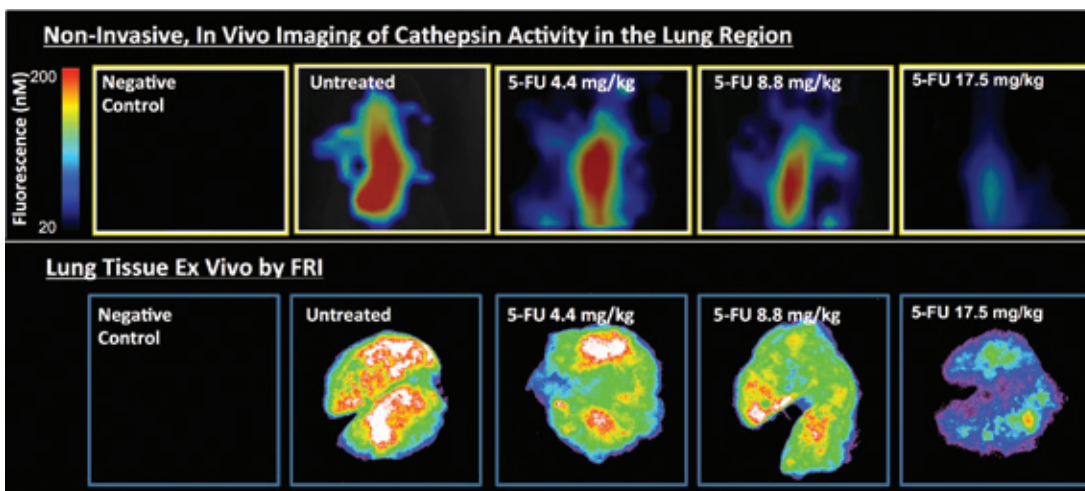 Non-Invasive, In Vivo Imaging of Cathepsin Activity in the Lung Region
Fluorescence (nM)
200
20
Negative
Control
Untreated
5-FU 4.4 mg/kg
5-FU 8.8 mg/kg
5-FU 17.5 mg/kg
Lung Tissue Ex Vivo by FRI
Negative
Control
Untreated
5-FU 4.4 mg/kg
5-FU 8.8 mg/kg
5-FU 17.5 mg/kg